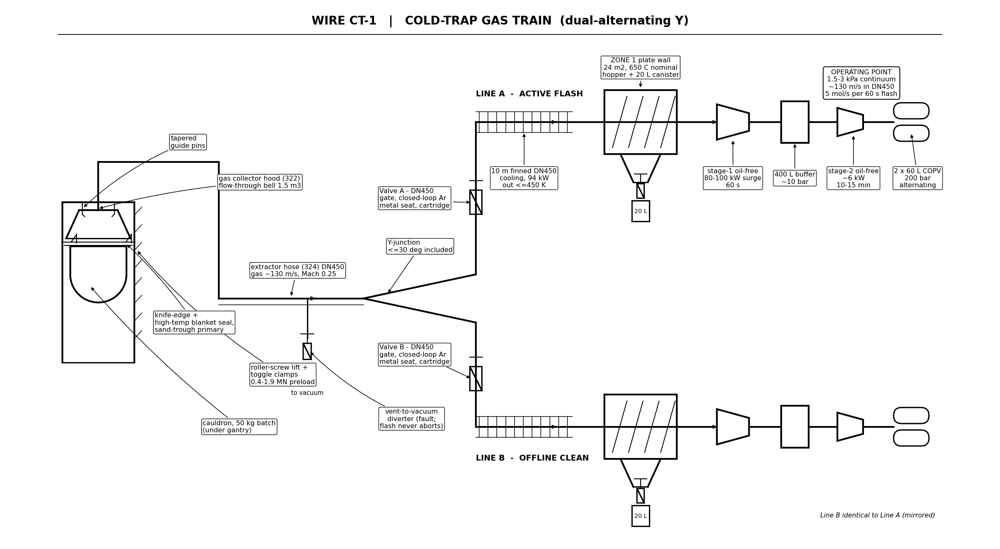 WIRE CT-1 | COLD-TRAP GAS TRAIN (dual-alternating Y)
ZONE 1 plate wall
24 m2, 650 C nominal
hopper + 20 L canister
OPERATING POINT
1.5-3 kPa continuum
~130 m/s in DN450
5 mol/s per 60 s flash
LINE A - ACTIVE FLASH
tapered
guide pins
gas collector hood (322)
flow-through bell 1.5 m3
Valve A - DN450
gate, closed-loop Ar
metal seat, cartridge
10 m finned DN450
cooling, 94 kW
out <=450 K
stage-1 oil-free
80-100 kW surge
60 s
400 L buffer
~10 bar
stage-2 oil-free
~6 kW
10-15 min
2 x 60 L COPV
200 bar
alternating
20 L
Y-junction
<=30 deg included
extractor hose (324) DN450
gas ~130 m/s, Mach 0.25
knife-edge +
high-temp blanket seal,
sand-trough primary
Valve B - DN450
gate, closed-loop Ar
metal seat, cartridge
roller-screw lift +
toggle clamps
0.4-1.9 MN preload
to vacuum
vent-to-vacuum
diverter (fault;
flash never aborts)
cauldron, 50 kg batch
(under gantry)
LINE B - OFFLINE CLEAN
20 L
Line B identical to Line A (mirrored)